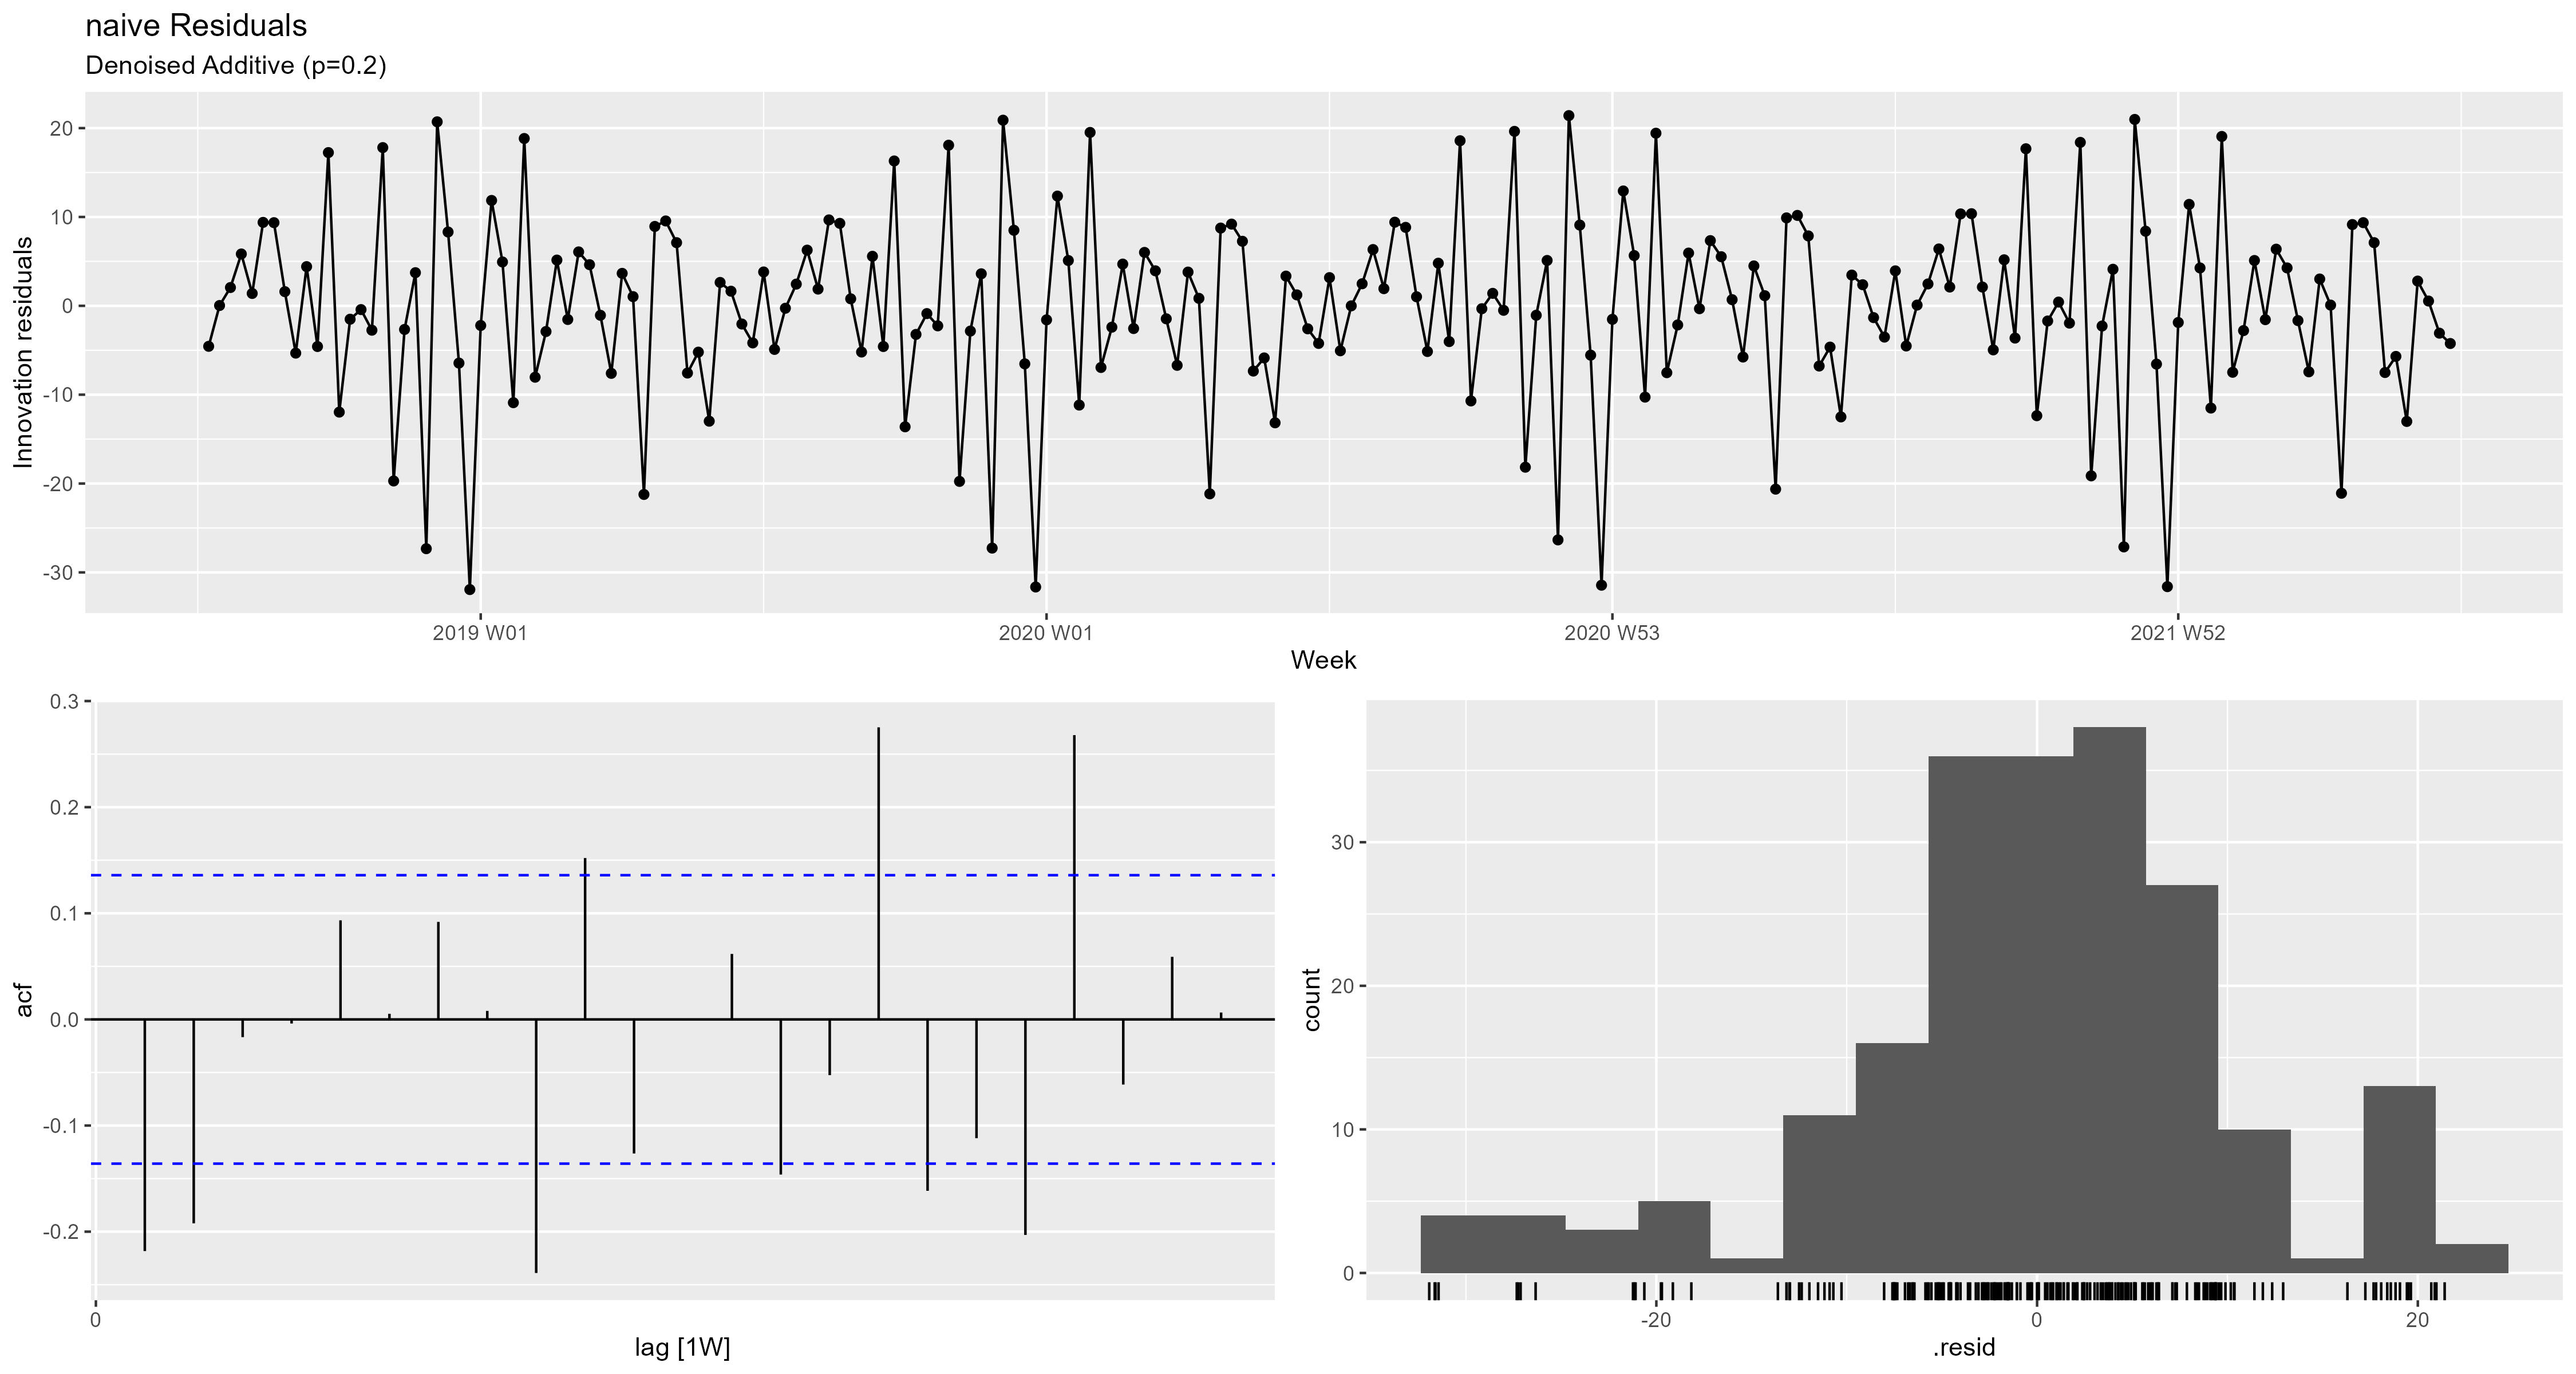 naive Residuals
Denoised Additive (p=0.2)
Innovation residuals
20
10
0
-10
-20
-30
2019 W01
2020 W01
2020 W53
2021 W52
Week
acf
0.3
0.2
0.1
0.0
-0.1
-0.2
0
lag [1W]
count
30
20
10
0
-20
0
20
.resid